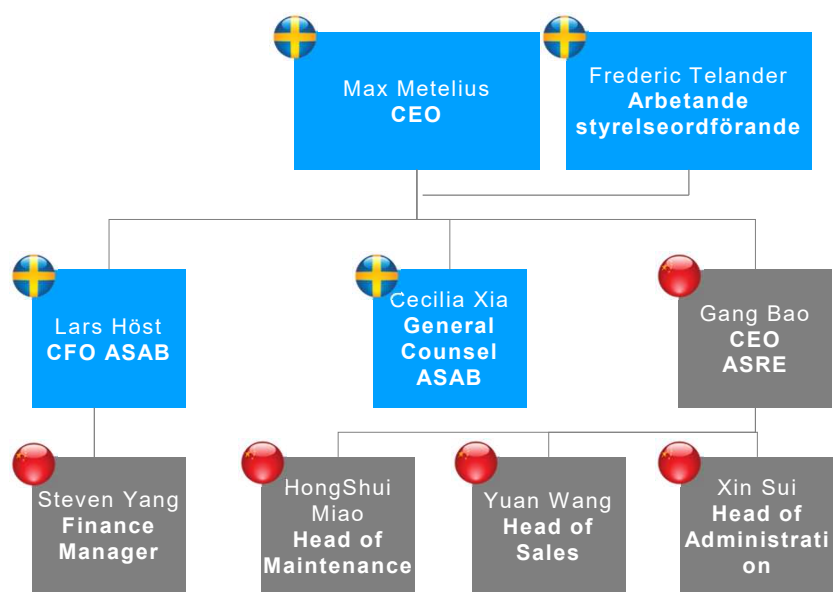 Max Metelius
CEO
Frederic Telander
Arbetande
styrelseordförande
Lars Höst
CFO ASAB
Cecilia Xia
General
Counsel
ASAB
Gang Bao
CEO
ASRE
Steven Yang
Finance
Manager
HongShui
Miao
Head of
Maintenance
Yuan Wang
Head of
Sales
Xin Sui
Head of
Administrati
on